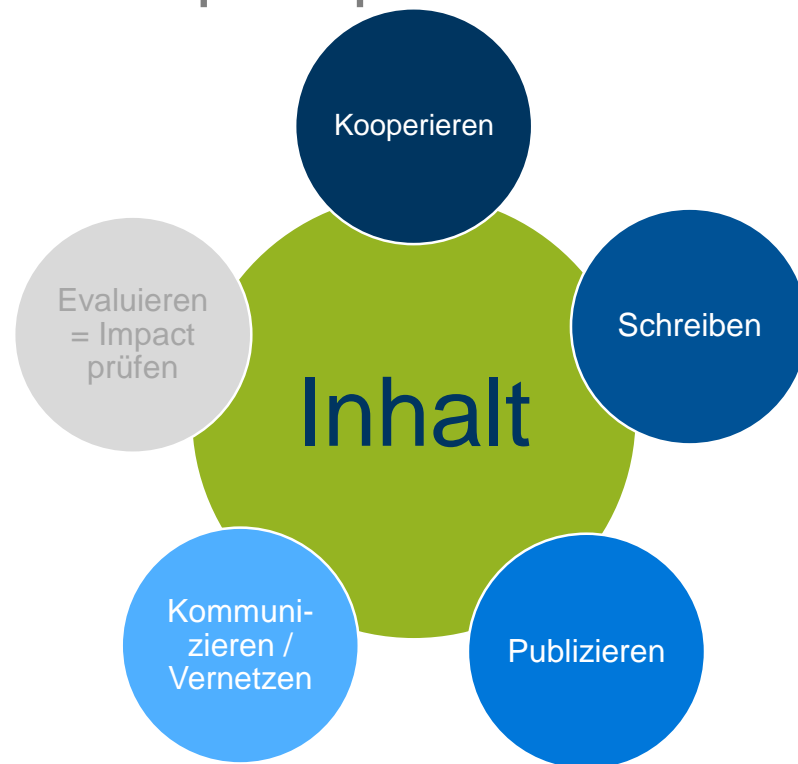 Kooperieren
Schreiben
Publizieren
Kommuni-
zieren /
Vernetzen
Evaluieren
= Impact
prüfen
Inhalt